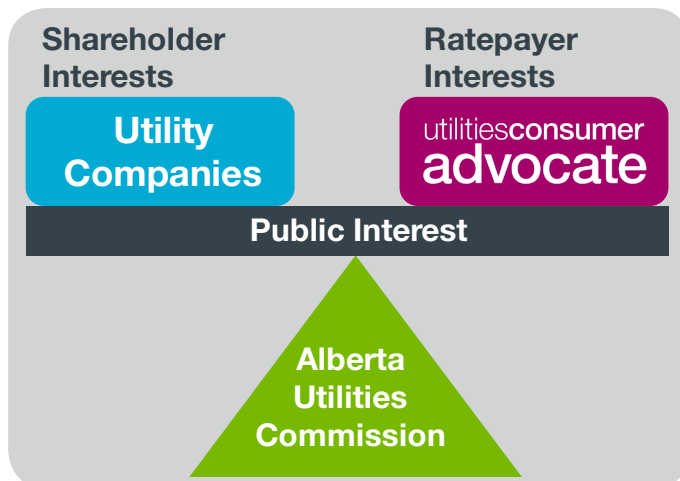 Shareholder
Interests
Ratepayer
Interests
Utility
Companies
utilitiesconsumer
advocate
Public Interest
Alberta
Utilities
Commission